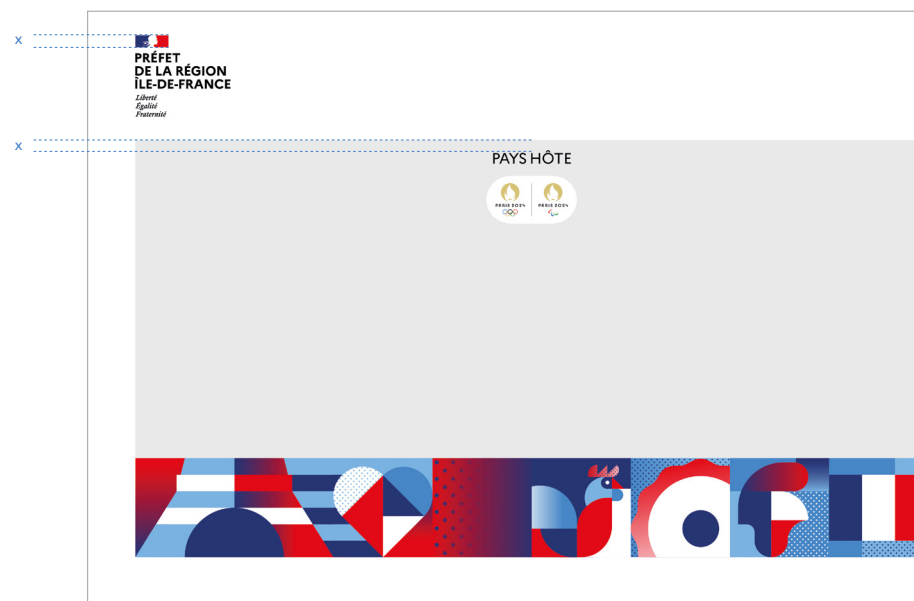 x
PRÉFET
DE LA RÉGION
ÎLE-DE-FRANCE
Liberté
Égalité
Fraternité
x
PAYS HÔTE
PARIS 2024 PARIS 2024